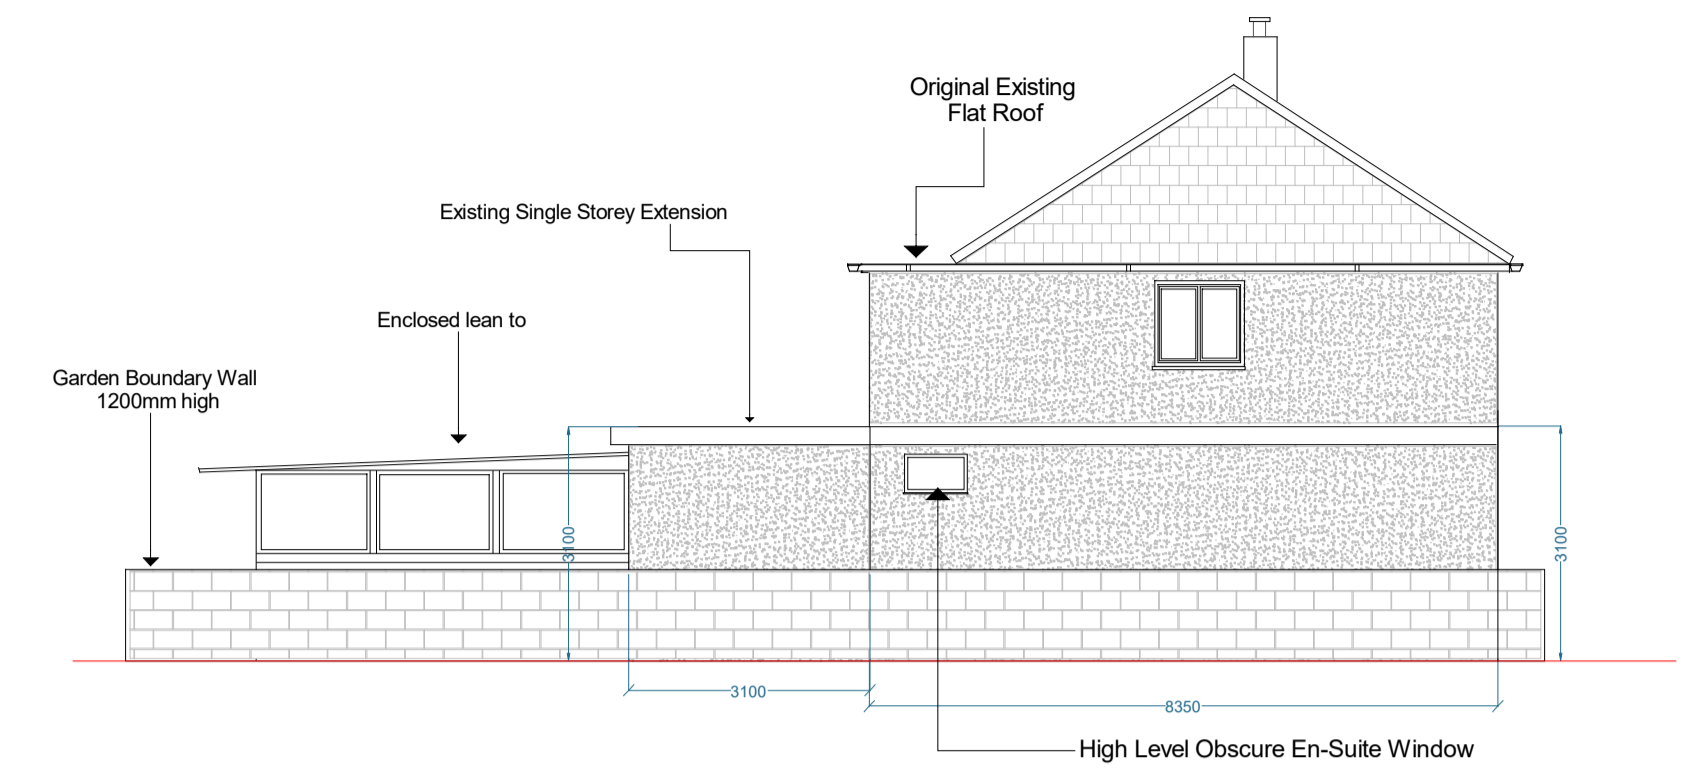 Original Existing
Flat Roof
Existing Single Storey Extension
Enclosed lean to
Garden Boundary Wall
1200mm high
3100
3100
3100
8350
High Level Obscure En-Suite Window